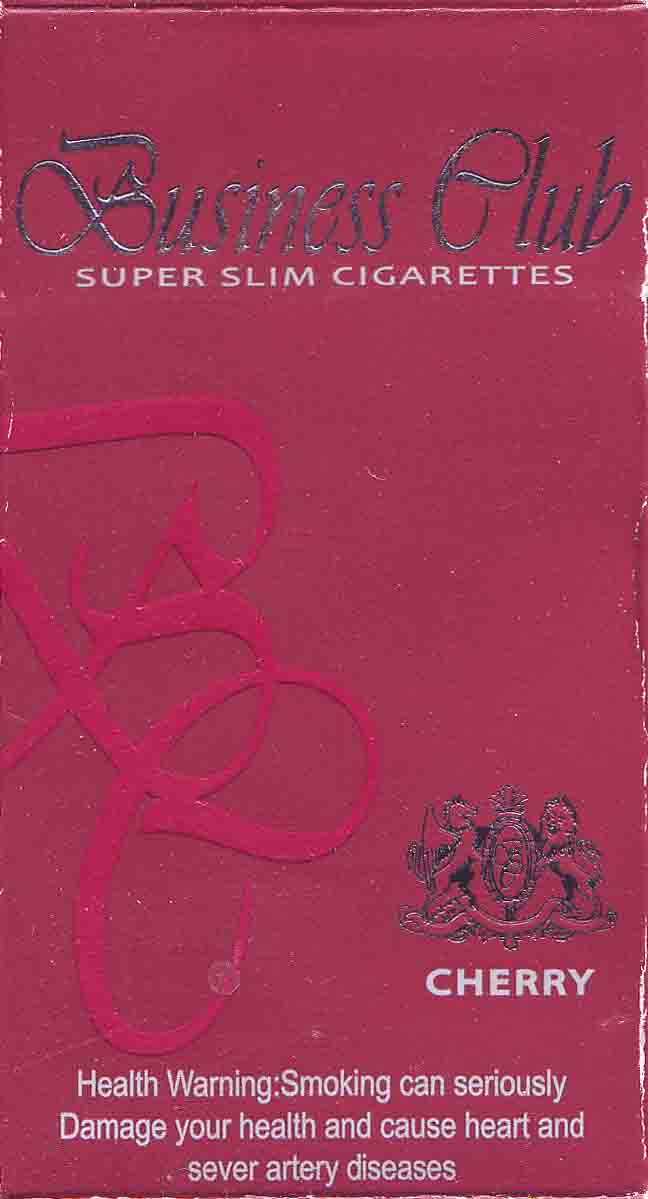 Business Club
SUPER SLIM CIGARETTES
CHERRY
Health Warning:Smoking can seriously
Damage your health and cause heart and
sever artery diseases